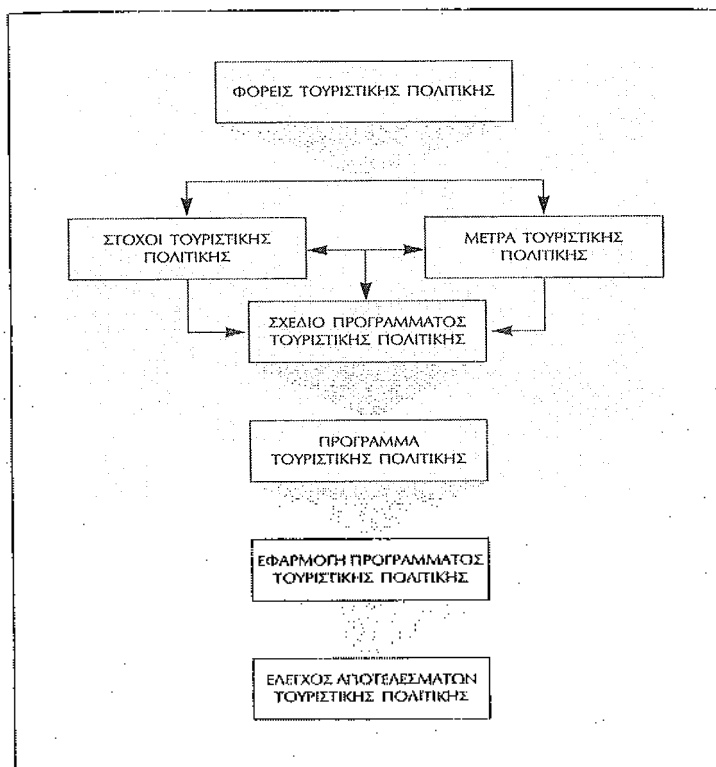 ΦΟΡΕΙΣ ΤΟΥΡΙΣΤΙΚΗΣ ΠΟΛΙΤΙΚΗΣ
ΣΤΟΧΟΙ ΤΟΥΡΙΣΤΙΚΗΣ
ΠΟΛΙΤΙΚΗΣ
ΜΕΤΡΑ ΤΟΥΡΙΣΤΙΚΗΣ
ΠΟΛΙΤΙΚΗΣ
ΣΧΕΔΙΟ ΠΡΟΓΡΑΜΜΑΤΟΣ
ΤΟΥΡΙΣΤΙΚΗΣ ΠΟΛΙΤΙΚΗΣ
ΠΡΟΓΡΑΜΜΑ
ΤΟΥΡΙΣΤΙΚΗΣ ΠΟΛΙΤΙΚΗΣ
ΕΦΑΡΜΟΓΗ ΠΡΟΓΡΑΜΜΑΤΟΣ
ΤΟΥΡΙΣΤΙΚΗΣ ΠΟΛΙΤΙΚΗΣ
ΕΛΕΓΧΟΣ ΑΠΟΤΕΛΕΣΜΑΤΩΝ
ΤΟΥΡΙΣΤΙΚΗΣ ΠΟΛΙΤΙΚΗΣ